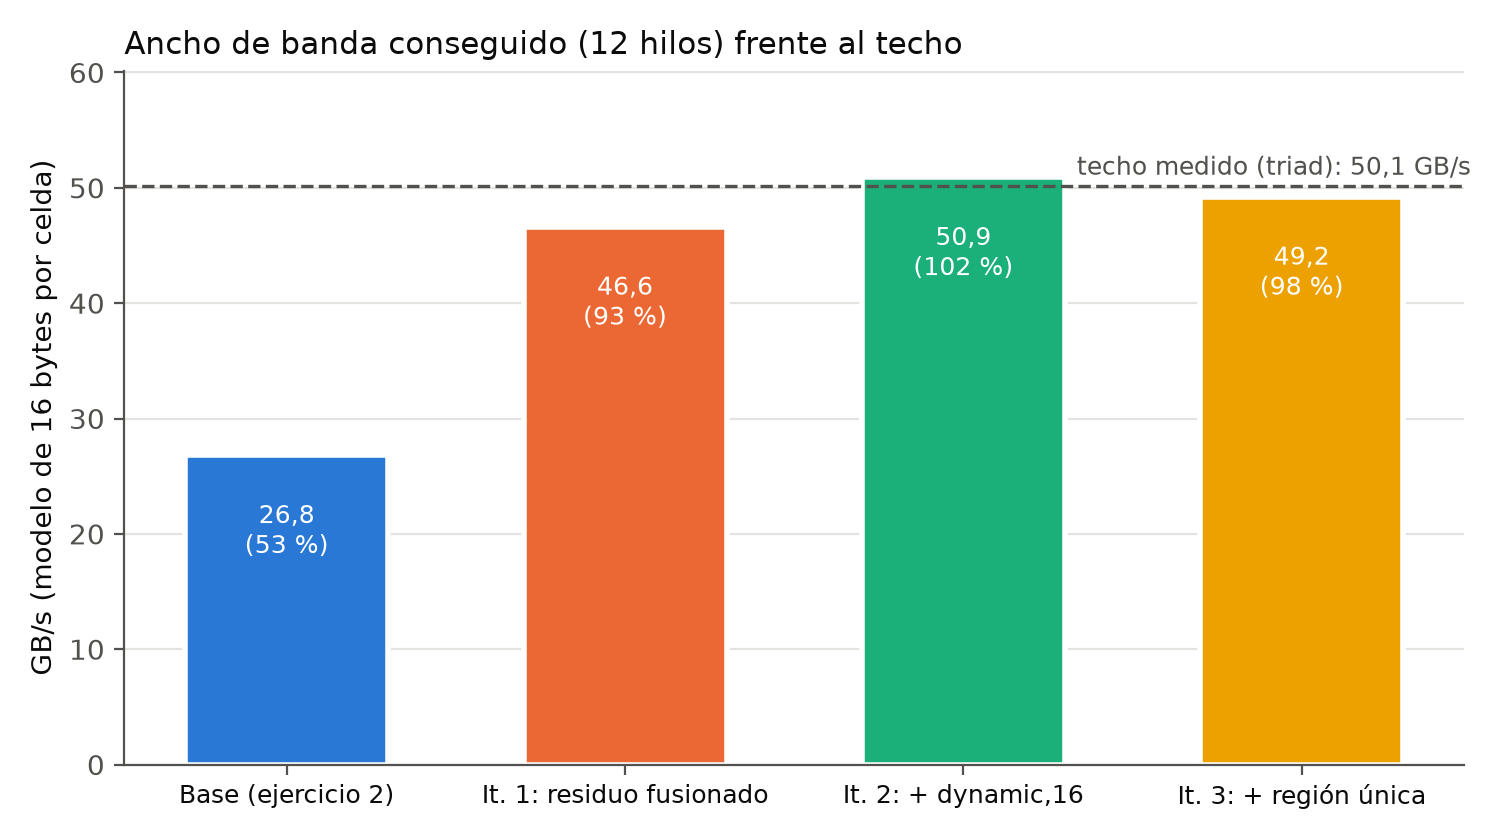 Ancho de banda conseguido (12 hilos) frente al techo
GB/s (modelo de 16 bytes por celda)
60
50
40
30
20
10
0
techo medido (triad): 50,1 GB/s
26,8
(53 %)
46,6
(93 %)
50,9
(102 %)
49,2
(98 %)
Base (ejercicio 2)
It. 1: residuo fusionado
It. 2: + dynamic,16
It. 3: + región única